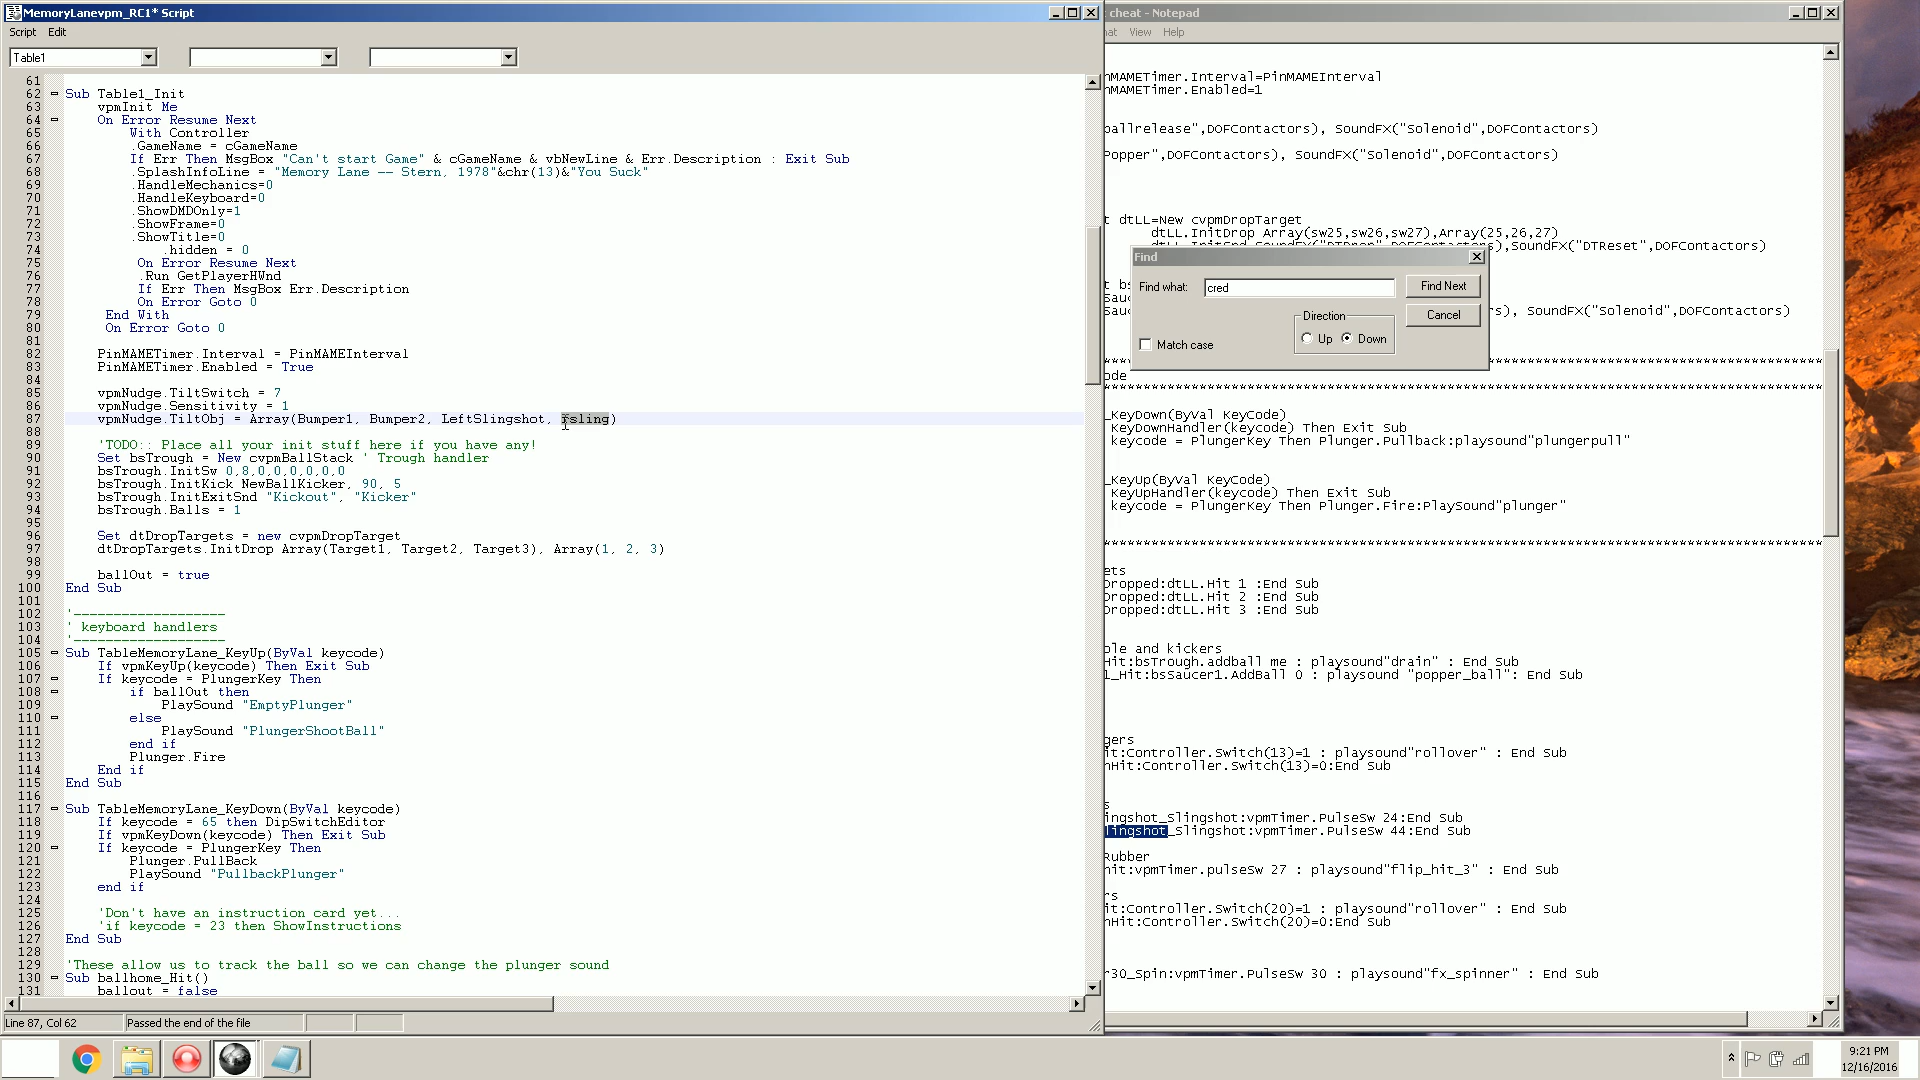 MemoryLanevpm_RC1* Script
Script Edit
Table1
61
62 Sub Table1_Init
63 vpmInit Me
64 On Error Resume Next
65 With Controller
66 .GameName = cGameName
67 If Err Then MsgBox "Can't start Game" & cGameName & vbNewLine & Err.Description : Exit Sub
68 .SplashInfoLine = "Memory Lane -- Stern, 1978"&chr(13)&"You Suck"
69 .HandleMechanics=0
70 .HandleKeyboard=0
71 .ShowDMDOnly=1
72 .ShowFrame=0
73 .ShowTitle=0
74 .hidden = 0
75 On Error Resume Next
76 .Run GetPlayerHWnd
77 If Err Then MsgBox Err.Description
78 On Error Goto 0
79 End With
80 On Error Goto 0
81
82 PinMAMETimer.Interval = PinMAMEInterval
83 PinMAMETimer.Enabled = True
84
85 vpmNudge.TiltSwitch = 7
86 vpmNudge.Sensitivity = 1
87 vpmNudge.TiltObj = Array(Bumper1, Bumper2, LeftSlingshot, rsling)
88
89 'TODO:: Place all your init stuff here if you have any!
90 Set bsTrough = New cvpmBallStack ' Trough handler
91 bsTrough.InitSw 0,8,0,0,0,0,0,0
92 bsTrough.InitKick NewBallKicker, 90, 5
93 bsTrough.InitExitSnd "Kickout", "Kicker"
94 bsTrough.Balls = 1
95
96 Set dtDropTargets = new cvpmDropTarget
97 dtDropTargets.InitDrop Array(Target1, Target2, Target3), Array(1, 2, 3)
98
99 ballOut = true
100 End Sub
101
102 '-------------------
103 ' keyboard handlers
104 '-------------------
105 Sub TableMemoryLane_KeyUp(ByVal keycode)
106 If vpmKeyUp(keycode) Then Exit Sub
107 If keycode = PlungerKey Then
108 if ballOut then
109 PlaySound "EmptyPlunger"
110 else
111 PlaySound "PlungerShootBall"
112 end if
113 Plunger.Fire
114 End if
115 End Sub
116
117 Sub TableMemoryLane_KeyDown(ByVal keycode)
118 If keycode = 65 then DipSwitchEditor
119 If vpmKeyDown(keycode) Then Exit Sub
120 If keycode = PlungerKey Then
121 Plunger.PullBack
122 PlaySound "PullbackPlunger"
123 end if
124
125 'Don't have an instruction card yet...
126 'if keycode = 23 then ShowInstructions
127 End Sub
128
129 'These allow us to track the ball so we can change the plunger sound
130 Sub ballhome_Hit()
131 ballout = false
Line 87, Col 62 Passed the end of the file
cheat - Notepad
at View Help
nMAMETimer.Interval=PinMAMEInterval
nMAMETimer.Enabled=1
ballrelease",DOFContactors), SoundFX("Solenoid",DOFContactors)
Popper",DOFContactors), SoundFX("Solenoid",DOFContactors)
t dtLL=New cvpmDropTarget
dtLL.InitDrop Array(sw25,sw26,sw27),Array(25,26,27)
dtLL.InitSnd SoundFX("DTDrop",DOFContactors),SoundFX("DTReset",DOFContactors)
t bs
Sauc
Sauc rs), SoundFX("Solenoid",DOFContactors)
Find
Find what: cred Find Next
Direction Cancel
Match case Up Down
******************************************************************************************
ode
******************************************************************************************
_KeyDown(ByVal KeyCode)
KeyDownHandler(keycode) Then Exit Sub
keycode = PlungerKey Then Plunger.Pullback:playsound"plungerpull"
_KeyUp(ByVal KeyCode)
KeyUpHandler(keycode) Then Exit Sub
keycode = PlungerKey Then Plunger.Fire:PlaySound"plunger"
******************************************************************************************
ets
Dropped:dtLL.Hit 1 :End Sub
Dropped:dtLL.Hit 2 :End Sub
Dropped:dtLL.Hit 3 :End Sub
ole and kickers
Hit:bsTrough.addball me : playsound"drain" : End Sub
1_Hit:bsSaucer1.AddBall 0 : playsound "popper_ball": End Sub
gers
it:Controller.Switch(13)=1 : playsound"rollover" : End Sub
nHit:Controller.Switch(13)=0:End Sub
s
ingshot_Slingshot:vpmTimer.PulseSw 24:End Sub
lingshot_Slingshot:vpmTimer.PulseSw 44:End Sub
Rubber
hit:vpmTimer.pulseSw 27 : playsound"flip_hit_3" : End Sub
rs
it:Controller.Switch(20)=1 : playsound"rollover" : End Sub
nHit:Controller.Switch(20)=0:End Sub
r30_Spin:vpmTimer.PulseSw 30 : playsound"fx_spinner" : End Sub
9:21 PM
12/16/2016